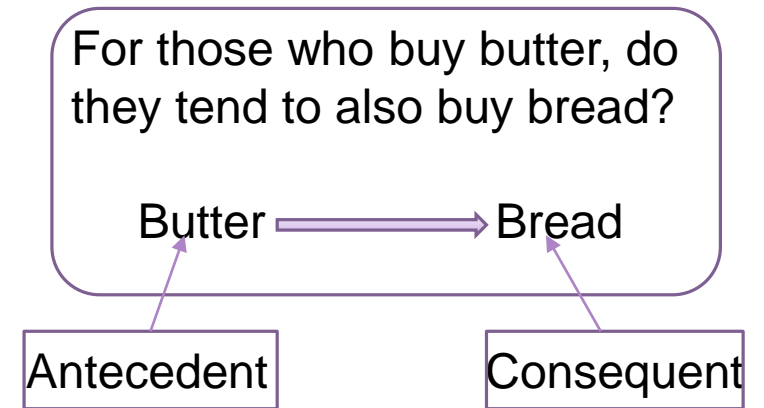 For those who buy butter, do
they tend to also buy bread?
Butter Bread
Antecedent Consequent